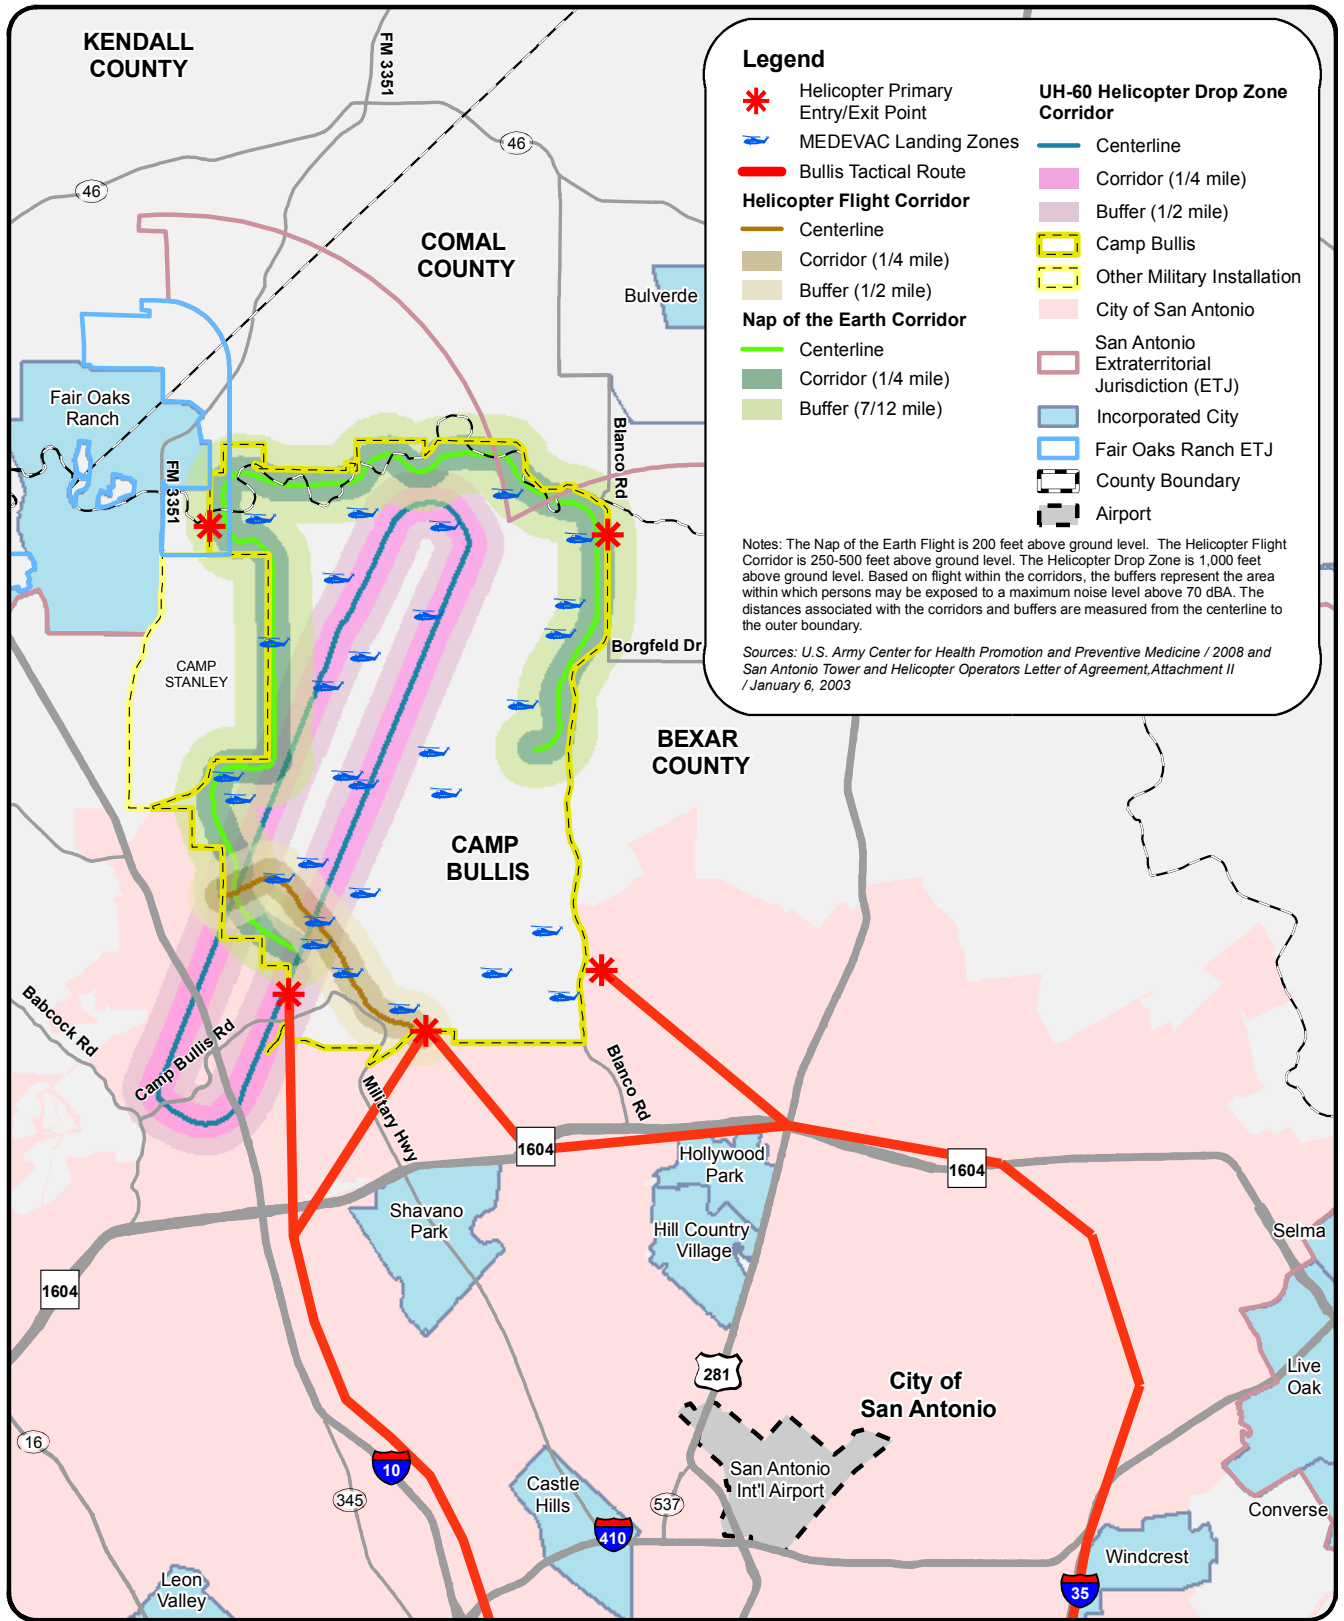 KENDALL
COUNTY
FM 3351
46
46
COMAL
COUNTY
Bulverde
Fair Oaks
Ranch
FM 3351
Blanco Rd
Borgfeld Dr
CAMP
STANLEY
BEXAR
COUNTY
CAMP
BULLIS
Babcock Rd
Camp Bullis Rd
Military Hwy
Blanco Rd
1604
1604
1604
Hollywood
Park
Shavano
Park
Hill Country
Village
Selma
281
City of
San Antonio
Live
Oak
16
10
345
Castle
Hills
537
San Antonio
Int'l Airport
410
Converse
Windcrest
35
Leon
Valley
Legend
Helicopter Primary
Entry/Exit Point
MEDEVAC Landing Zones
Bullis Tactical Route
Helicopter Flight Corridor
Centerline
Corridor (1/4 mile)
Buffer (1/2 mile)
Nap of the Earth Corridor
Centerline
Corridor (1/4 mile)
Buffer (7/12 mile)
UH-60 Helicopter Drop Zone
Corridor
Centerline
Corridor (1/4 mile)
Buffer (1/2 mile)
Camp Bullis
Other Military Installation
City of San Antonio
San Antonio
Extraterritorial
Jurisdiction (ETJ)
Incorporated City
Fair Oaks Ranch ETJ
County Boundary
Airport
Notes: The Nap of the Earth Flight is 200 feet above ground level. The Helicopter Flight
Corridor is 250-500 feet above ground level. The Helicopter Drop Zone is 1,000 feet
above ground level. Based on flight within the corridors, the buffers represent the area
within which persons may be exposed to a maximum noise level above 70 dBA. The
distances associated with the corridors and buffers are measured from the centerline to
the outer boundary.
Sources: U.S. Army Center for Health Promotion and Preventive Medicine / 2008 and
San Antonio Tower and Helicopter Operators Letter of Agreement,Attachment II
/ January 6, 2003